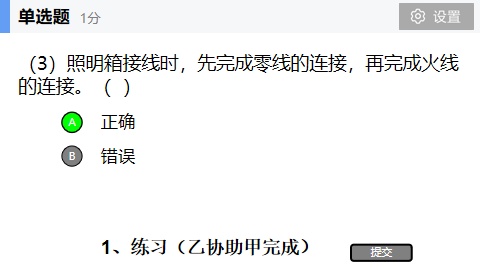 单选题 1分
设置
（3）照明箱接线时，先完成零线的连接，再完成火线
的连接。（ ）
A 正确
B 错误
1、练习（乙协助甲完成）
提交